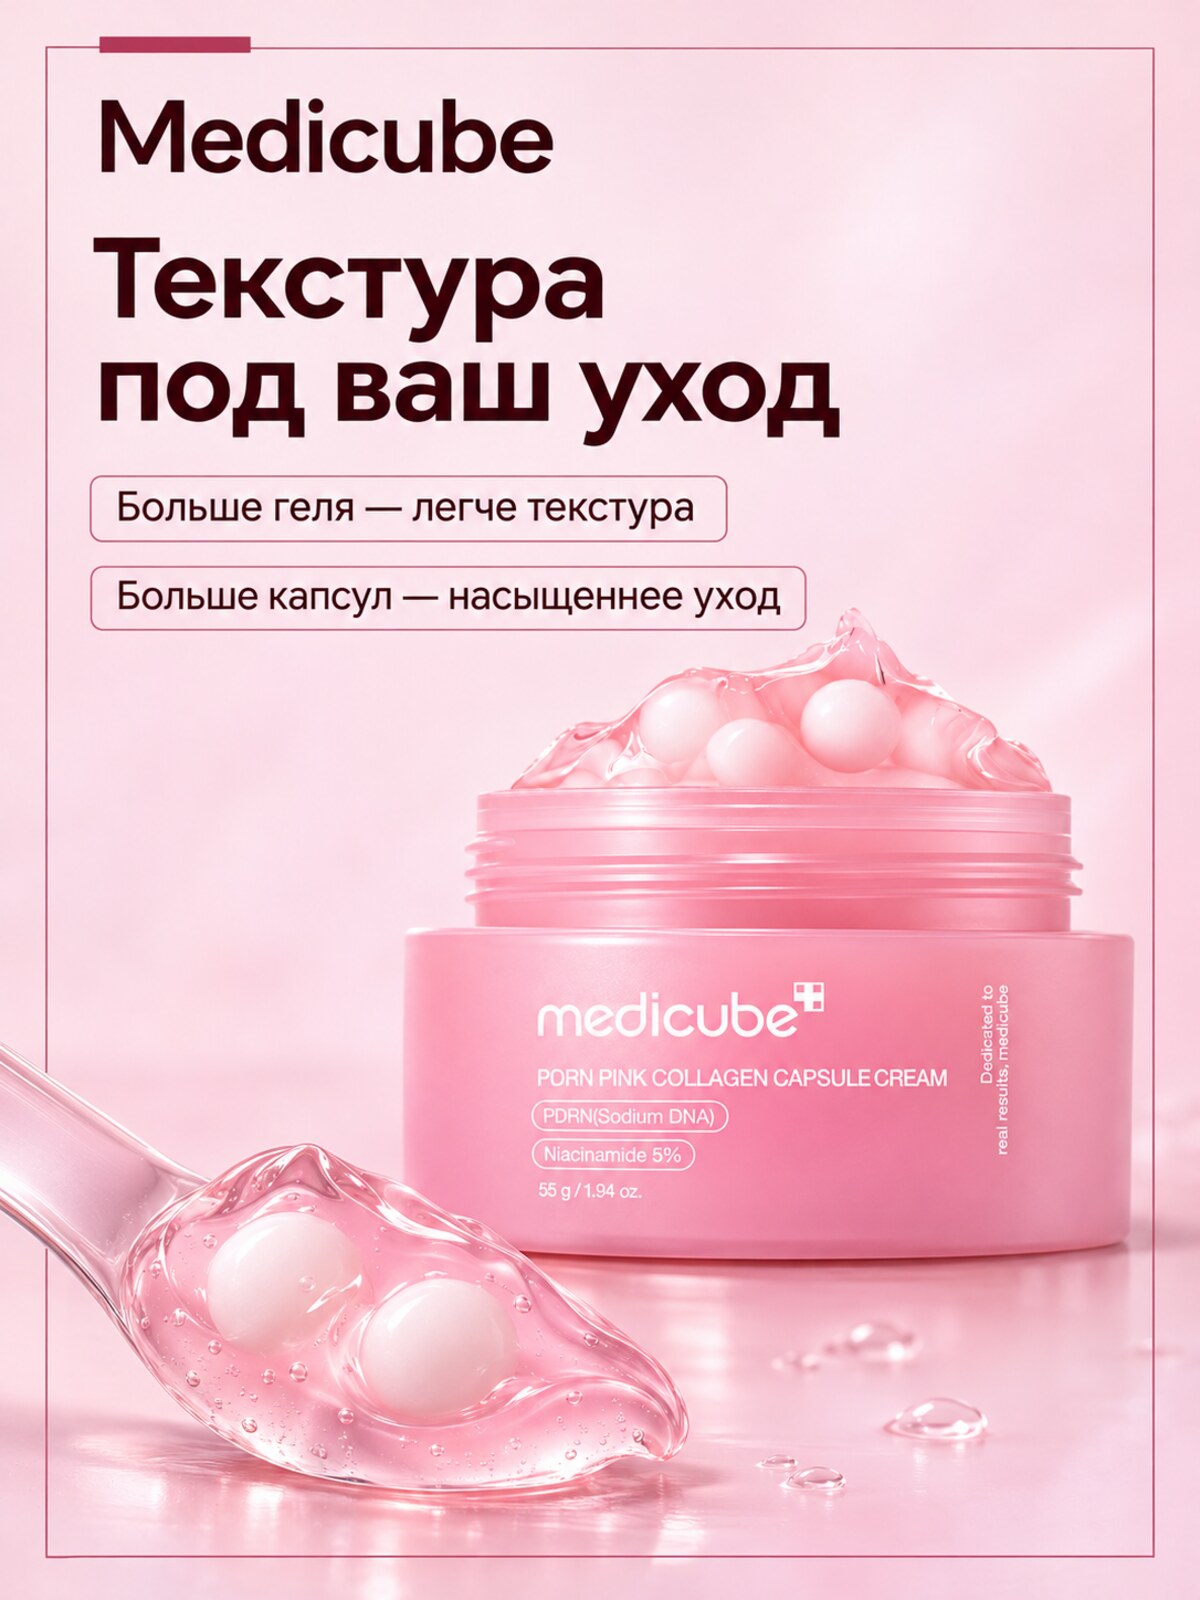 Medicube
Текстура
под ваш уход
Больше геля — легче текстура
Больше капсул — насыщеннее уход
medicube
PORN PINK COLLAGEN CAPSULE CREAM
PDRN(Sodium DNA)
Niacinamide 5%
55 g / 1.94 oz.
Dedicated to
real results, medicube